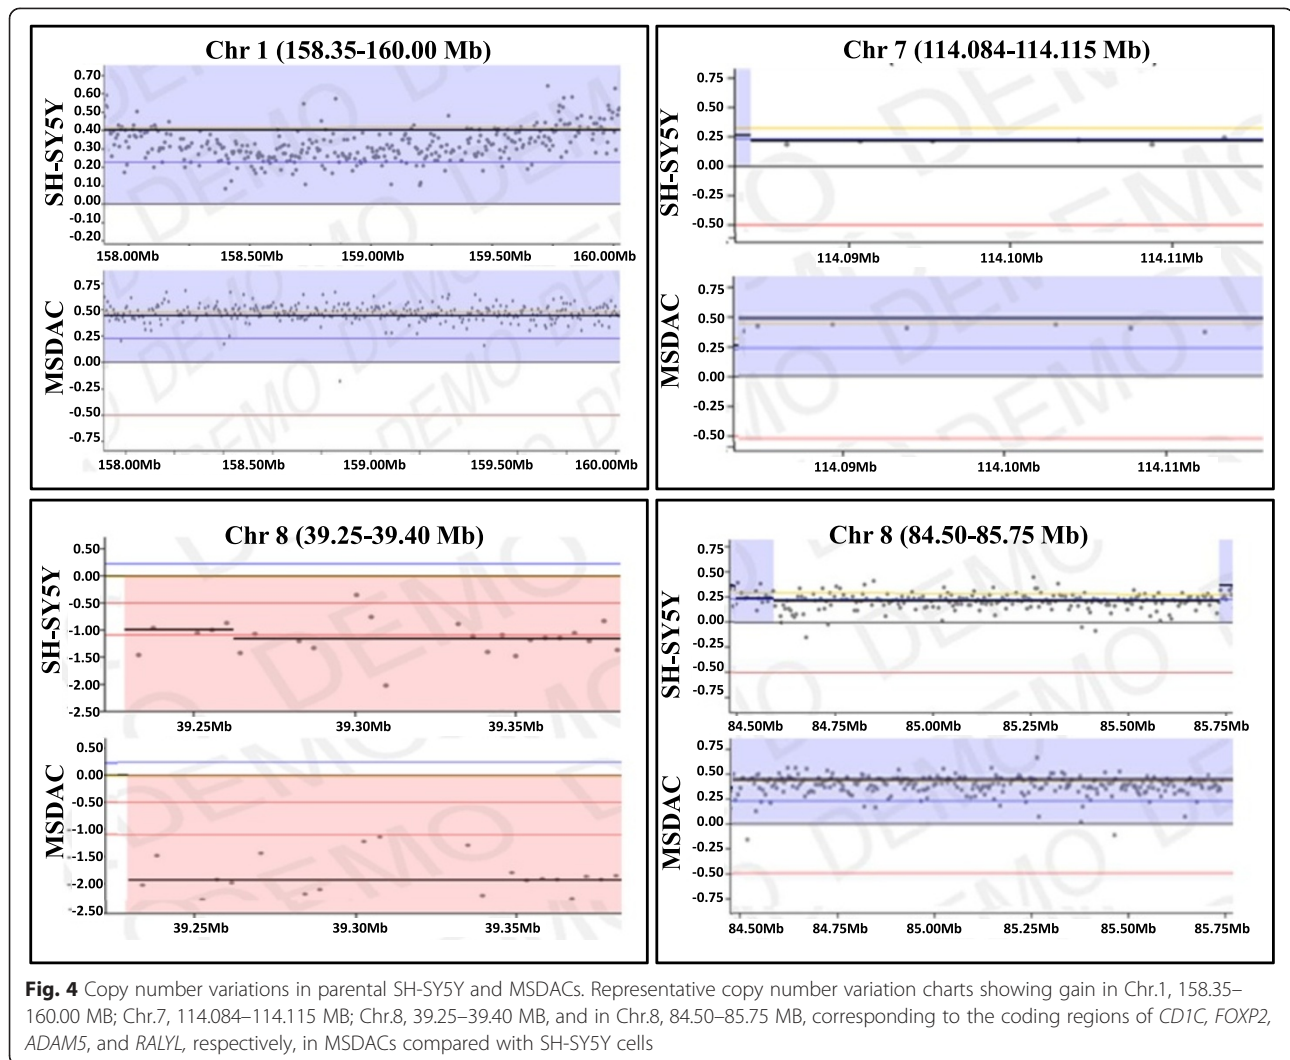 Chr 1 (158.35-160.00 Mb)
SH-SY5Y
0.70
0.60
0.50
0.40
0.30
0.20
0.10
0.00
-0.10
-0.20
158.00Mb 158.50Mb 159.00Mb 159.50Mb 160.00Mb
MSDAC
0.75
0.50
0.25
0.00
-0.25
-0.50
-0.75
158.00Mb 158.50Mb 159.00Mb 159.50Mb 160.00Mb
Chr 7 (114.084-114.115 Mb)
SH-SY5Y
0.75
0.50
0.25
0.00
-0.25
-0.50
114.09Mb 114.10Mb 114.11Mb
MSDAC
0.75
0.50
0.25
0.00
-0.25
-0.50
114.09Mb 114.10Mb 114.11Mb
Chr 8 (39.25-39.40 Mb)
SH-SY5Y
0.50
0.00
-0.50
-1.00
-1.50
-2.00
-2.50
39.25Mb 39.30Mb 39.35Mb
MSDAC
0.50
0.00
-0.50
-1.00
-1.50
-2.00
-2.50
39.25Mb 39.30Mb 39.35Mb
Chr 8 (84.50-85.75 Mb)
SH-SY5Y
0.75
0.50
0.25
0.00
-0.25
-0.50
-0.75
84.50Mb 84.75Mb 85.00Mb 85.25Mb 85.50Mb 85.75Mb
MSDAC
0.75
0.50
0.25
0.00
-0.25
-0.50
-0.75
84.50Mb 84.75Mb 85.00Mb 85.25Mb 85.50Mb 85.75Mb
DEMO
Fig. 4 Copy number variations in parental SH-SY5Y and MSDACs. Representative copy number variation charts showing gain in Chr.1, 158.35–
160.00 MB; Chr.7, 114.084–114.115 MB; Chr.8, 39.25–39.40 MB, and in Chr.8, 84.50–85.75 MB, corresponding to the coding regions of CD1C, FOXP2,
ADAM5, and RALYL, respectively, in MSDACs compared with SH-SY5Y cells